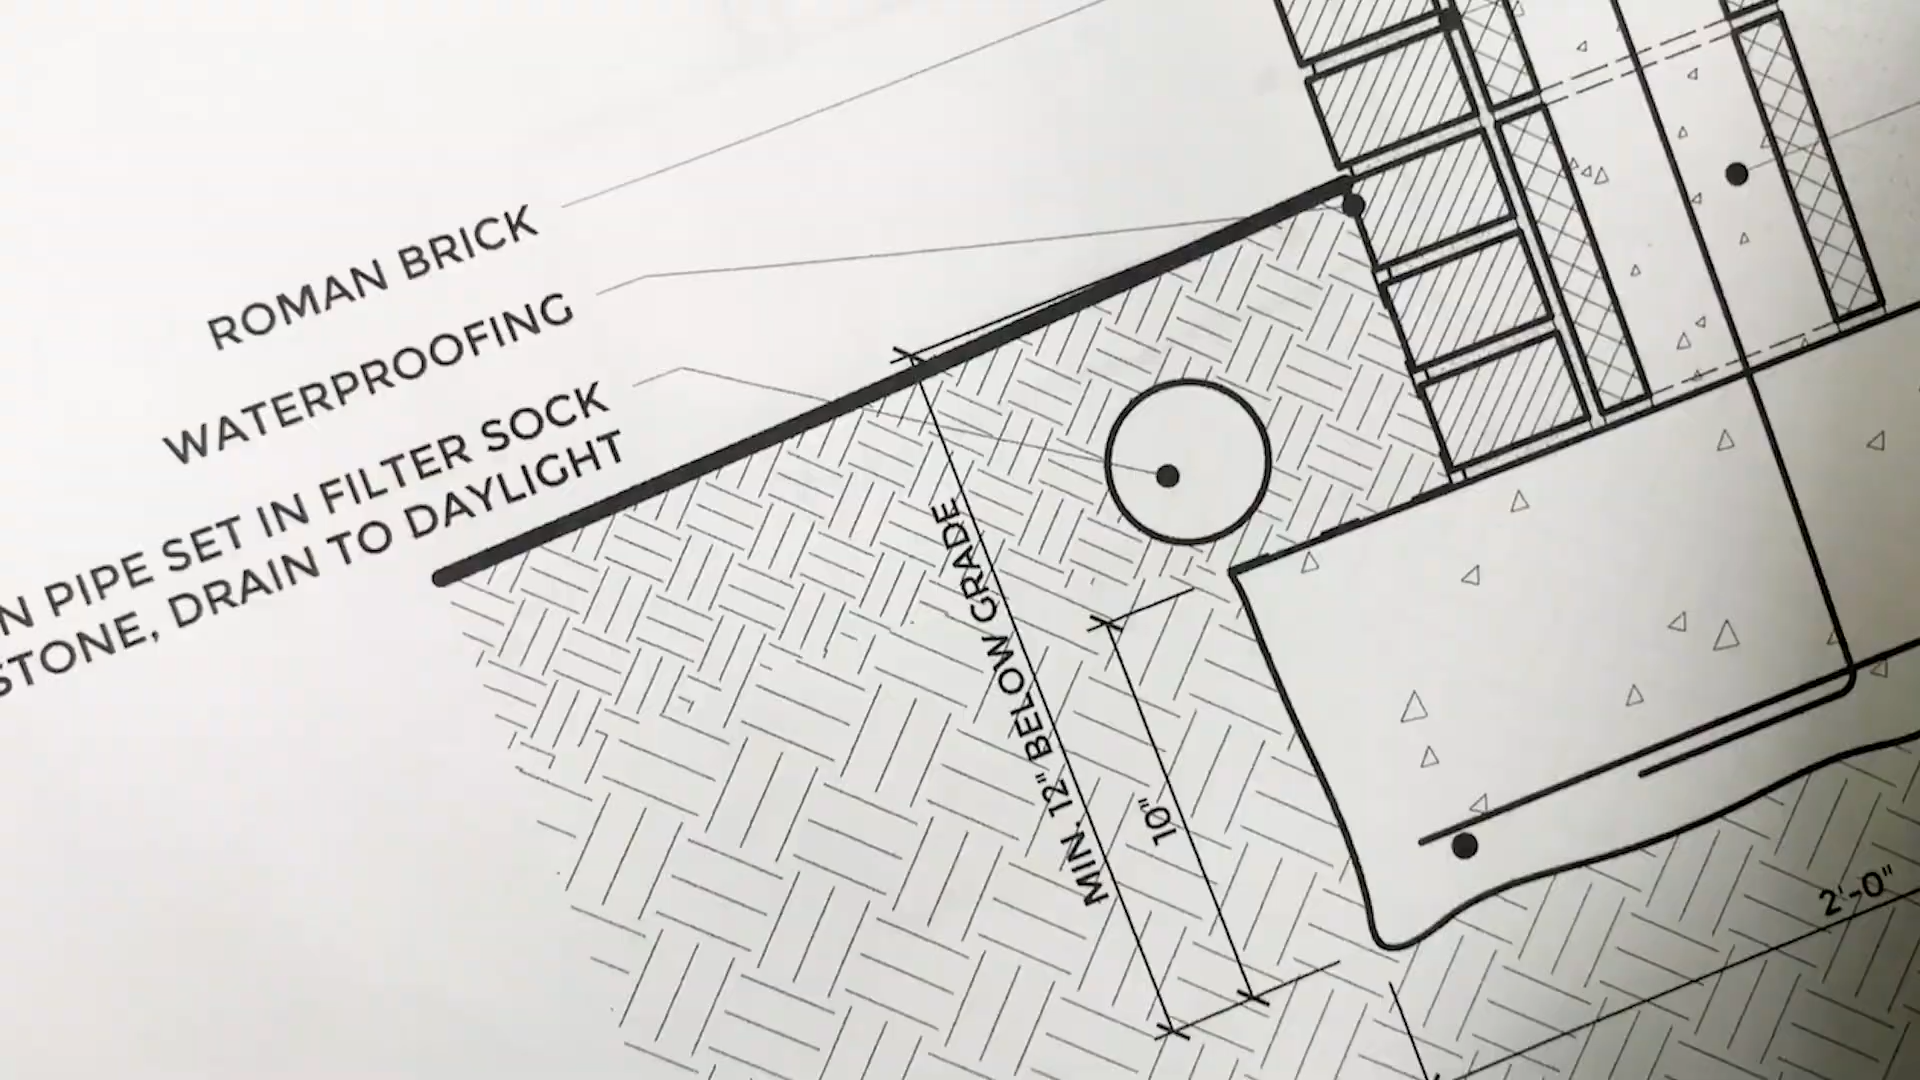 ROMAN BRICK
WATERPROOFING
N PIPE SET IN FILTER SOCK
STONE, DRAIN TO DAYLIGHT
MIN. 12" BELOW GRADE
10"
2'-0"